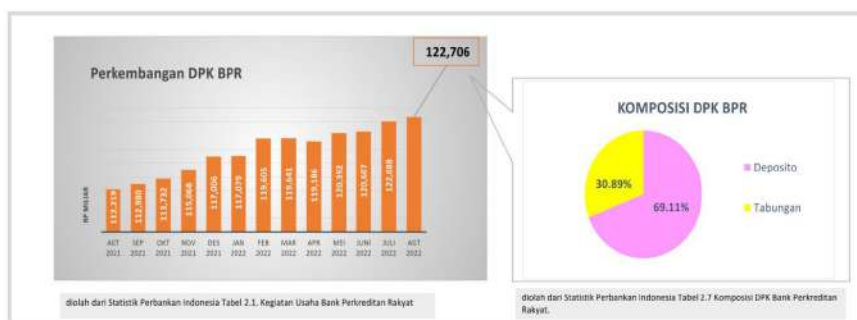 122,706
Perkembangan DPK BPR
RP MILIAR
112,219
112,980
113,732
115,068
117,006
117,079
119,605
119,641
119,186
120,392
120,667
122,088
AGT SEP OKT NOV DES JAN FEB MAR APR MEI JUNI JULI AGT
2021 2021 2021 2021 2021 2022 2022 2022 2022 2022 2022 2022 2022
diolah dari Statistik Perbankan Indonesia Tabel 2.1. Kegiatan Usaha Bank Perkreditan Rakyat
KOMPOSISI DPK BPR
30.89%
69.11%
Deposito
Tabungan
diolah dari Statistik Perbankan Indonesia Tabel 2.7 Komposisi DPK Bank Perkreditan
Rakyat.